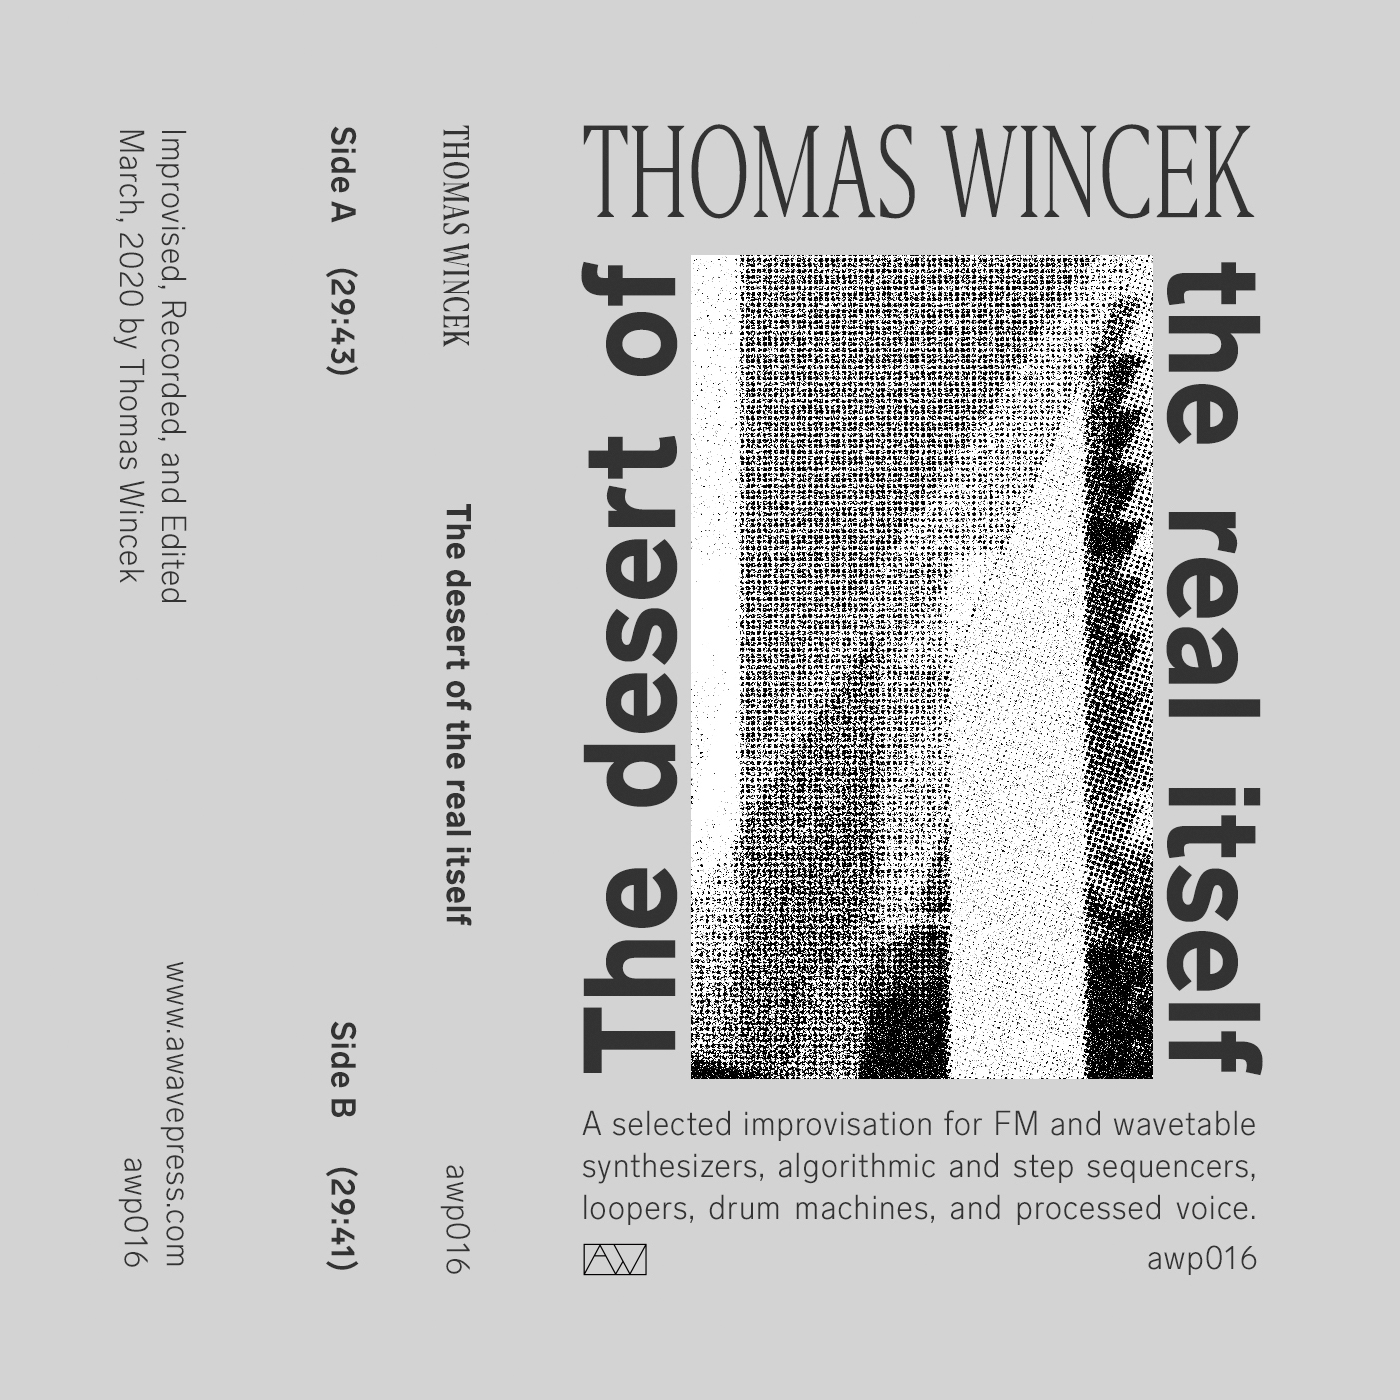 Improvised, Recorded, and Edited
March, 2020 by Thomas Wincek
www.awavepress.com
awp016
Side A (29:43)
Side B (29:41)
THOMAS WINCEK
The desert of the real itself
awp016
THOMAS WINCEK
The desert of
the real itself
A selected improvisation for FM and wavetable
synthesizers, algorithmic and step sequencers,
loopers, drum machines, and processed voice.
AW
awp016